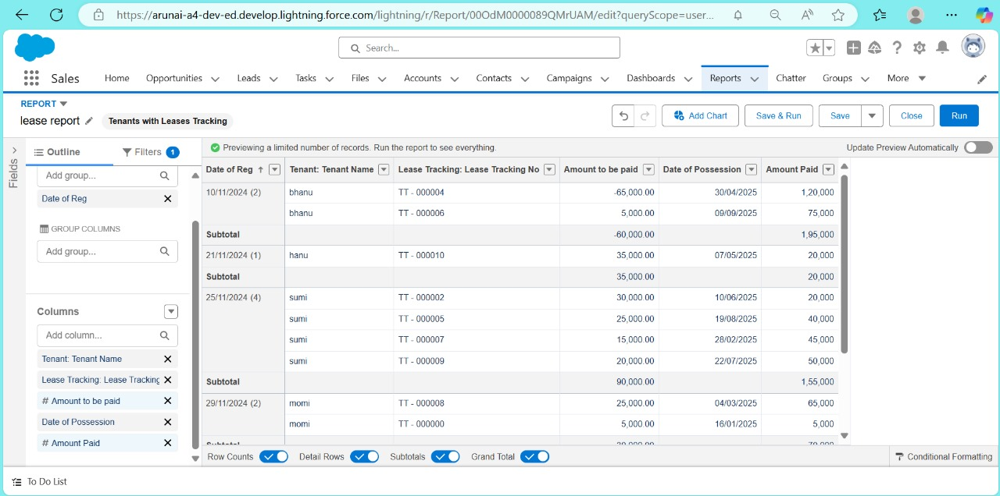 https://arunai-a4-dev-ed.develop.lightning.force.com/lightning/r/Report/00OdM0000089QMrUAM/edit?queryScope=user...
Search...
Sales Home Opportunities Leads Tasks Files Accounts Contacts Campaigns Dashboards Reports Chatter Groups More
REPORT
lease report Tenants with Leases Tracking Add Chart Save & Run Save Close Run
Fields
Outline Filters 1
Add group...
Date of Reg
GROUP COLUMNS
Add group...
Columns
Add column...
Tenant: Tenant Name
Lease Tracking: Lease Tracking
# Amount to be paid
Date of Possession
# Amount Paid
Previewing a limited number of records. Run the report to see everything. Update Preview Automatically
Date of Reg Tenant: Tenant Name Lease Tracking: Lease Tracking No Amount to be paid Date of Possession Amount Paid
10/11/2024 (2) bhanu TT - 000004 -65,000.00 30/04/2025 1,20,000
bhanu TT - 000006 5,000.00 09/09/2025 75,000
Subtotal -60,000.00 1,95,000
21/11/2024 (1) hanu TT - 000010 35,000.00 07/05/2025 20,000
Subtotal 35,000.00 20,000
25/11/2024 (4) sumi TT - 000002 30,000.00 10/06/2025 20,000
sumi TT - 000005 25,000.00 19/08/2025 40,000
sumi TT - 000007 15,000.00 28/02/2025 45,000
sumi TT - 000009 20,000.00 22/07/2025 50,000
Subtotal 90,000.00 1,55,000
29/11/2024 (2) momi TT - 000008 25,000.00 04/03/2025 65,000
momi TT - 000000 5,000.00 16/01/2025 5,000
Subtotal 30,000.00 70,000
Row Counts Detail Rows Subtotals Grand Total Conditional Formatting
To Do List